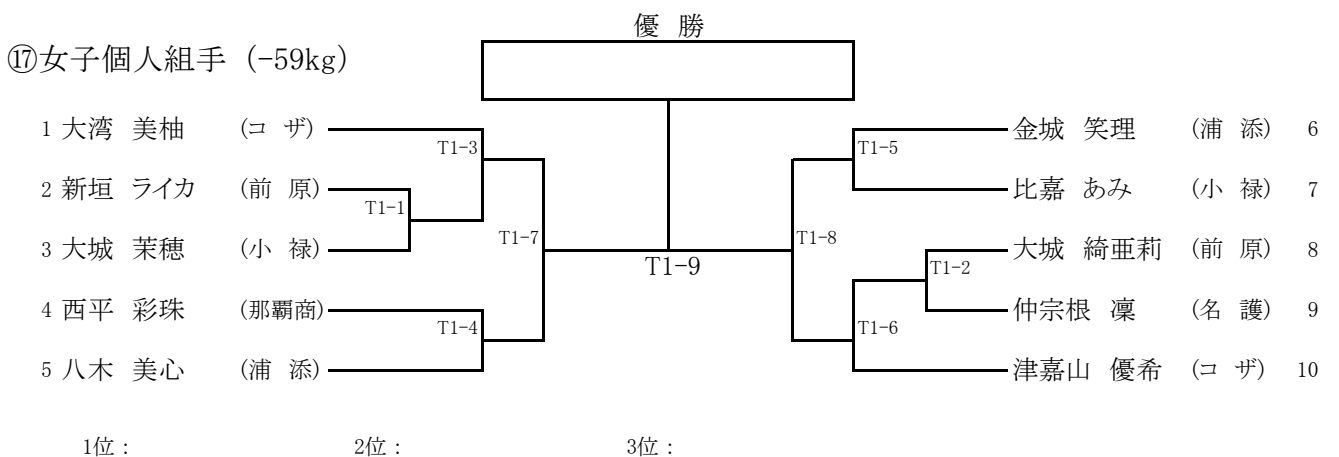 優 勝
⑰女子個人組手 (-59kg)
1 大湾 美柚 (コ ザ) 金城 笑理 (浦 添) 6
T1-3 T1-5
2 新垣 ライカ (前 原) 比嘉 あみ (小 禄) 7
T1-1
T1-7 T1-8
3 大城 茉穂 (小 禄) 大城 綺亜莉 (前 原) 8
T1-9 T1-2
4 西平 彩珠 (那覇商) 仲宗根 凜 (名 護) 9
T1-4 T1-6
5 八木 美心 (浦 添) 津嘉山 優希 (コ ザ) 10
1位： 2位： 3位：